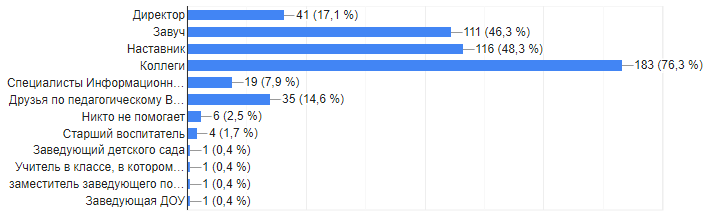 Директор 41 (17,1 %)
Завуч 111 (46,3 %)
Наставник 116 (48,3 %)
Коллеги 183 (76,3 %)
Специалисты Информационн… 19 (7,9 %)
Друзья по педагогическому В… 35 (14,6 %)
Никто не помогает 6 (2,5 %)
Старший воспитатель 4 (1,7 %)
Заведующий детского сада 1 (0,4 %)
Учитель в классе, в котором… 1 (0,4 %)
заместитель заведующего по… 1 (0,4 %)
Заведующая ДОУ 1 (0,4 %)